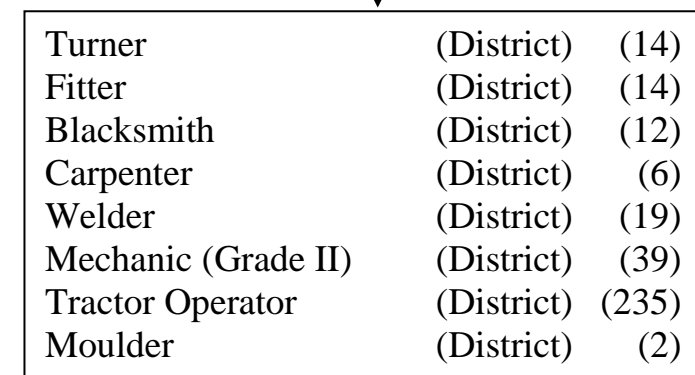 Turner (District) (14)
Fitter (District) (14)
Blacksmith (District) (12)
Carpenter (District) (6)
Welder (District) (19)
Mechanic (Grade II) (District) (39)
Tractor Operator (District) (235)
Moulder (District) (2)